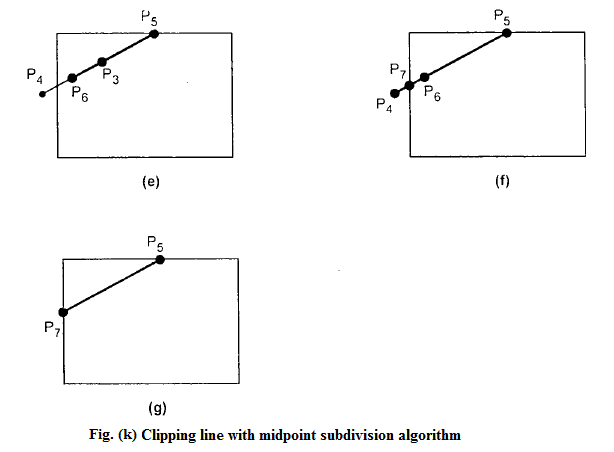 P5
P4
P3
P6
(e)
P5
P7
P6
P4
(f)
P5
P7
(g)
Fig. (k) Clipping line with midpoint subdivision algorithm